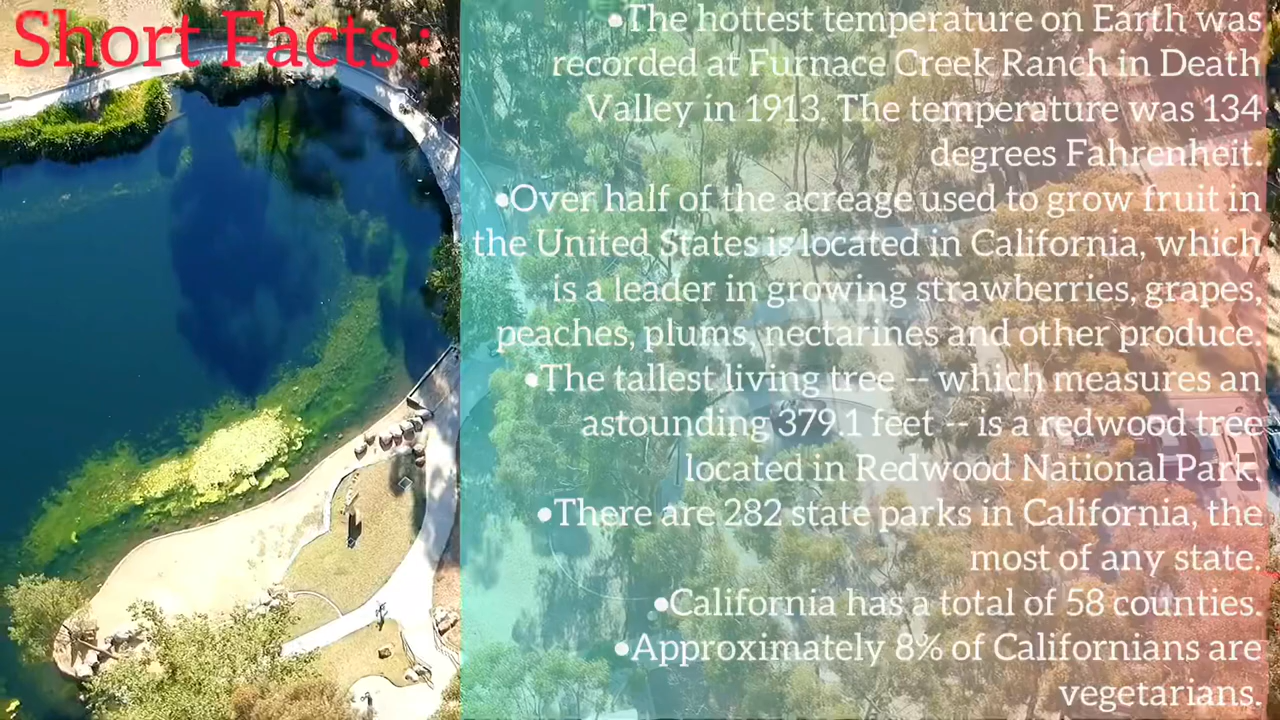 Short Facts :
•The hottest temperature on Earth was
recorded at Furnace Creek Ranch in Death
Valley in 1913. The temperature was 134
degrees Fahrenheit.
•Over half of the acreage used to grow fruit in
the United States is located in California, which
is a leader in growing strawberries, grapes,
peaches, plums, nectarines and other produce.
•The tallest living tree -- which measures an
astounding 379.1 feet -- is a redwood tree
located in Redwood National Park.
•There are 282 state parks in California, the
most of any state.
•California has a total of 58 counties.
•Approximately 8% of Californians are
vegetarians.